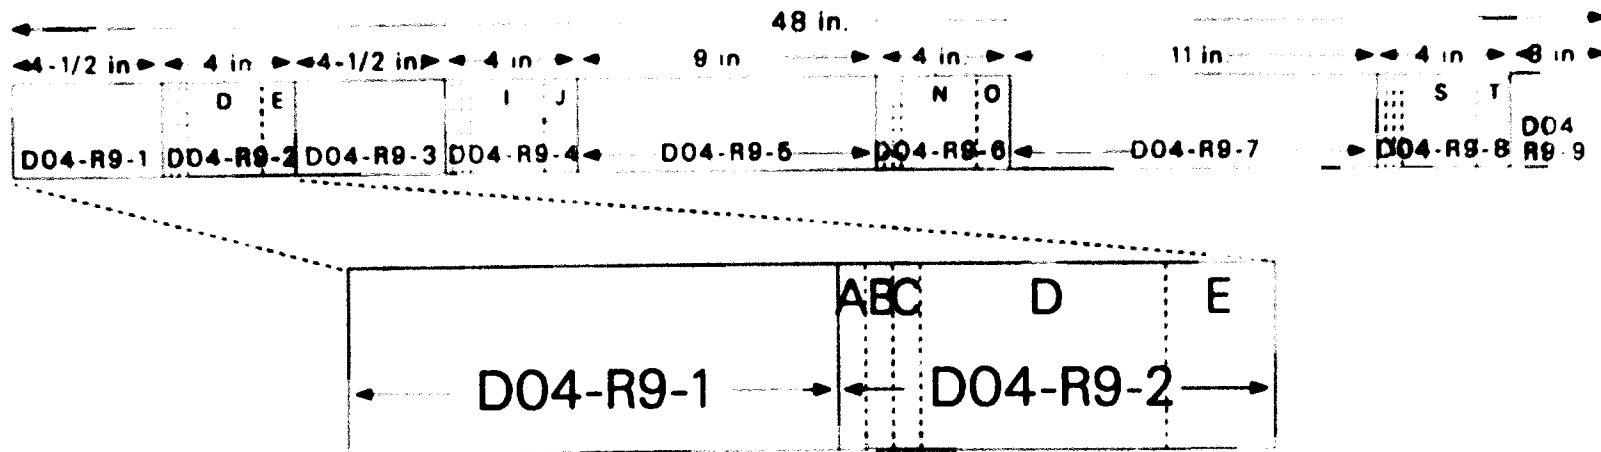 48 in.
4-1/2 in 4 in 4-1/2 in 4 in 9 in 4 in 11 in 4 in 3 in
D E I J N O S T
D04-R9-1 D04-R9-2 D04-R9-3 D04-R9-4 D04-R9-5 D04-R9-6 D04-R9-7 D04-R9-8 D04 R9-9
A B C D E
D04-R9-1 D04-R9-2